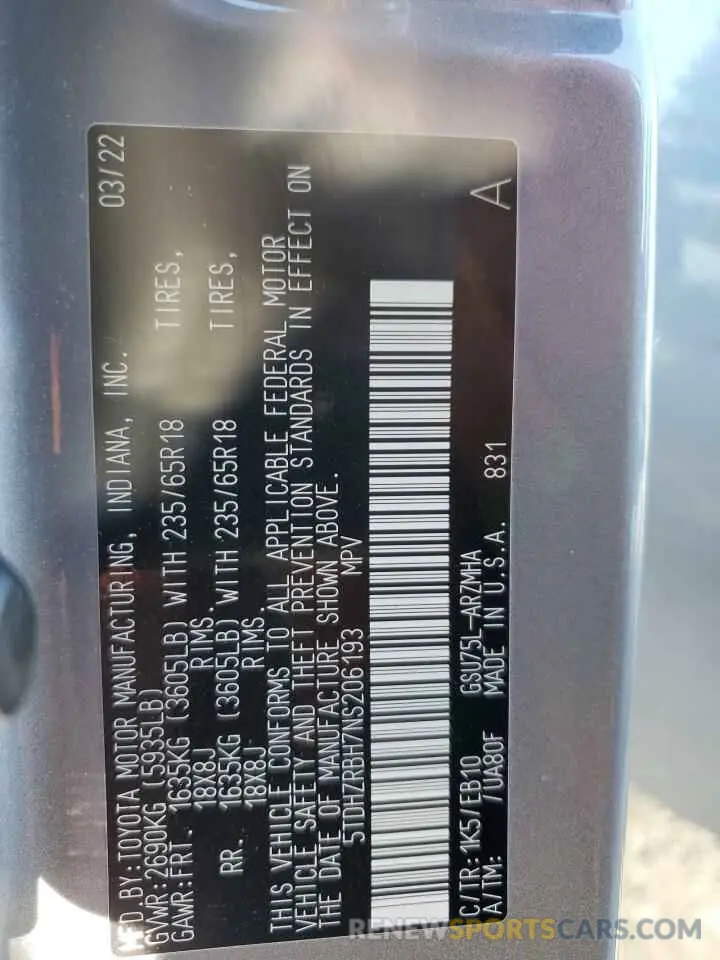 MFD BY:TOYOTA MOTOR MANUFACTURING, INDIANA, INC. 03/22
GVWR:2690KG (5935LB)
GAWR:FRT. 1635KG (3605LB) WITH 235/65R18 TIRES,
18X8J RIMS.
RR. 1635KG (3605LB) WITH 235/65R18 TIRES,
18X8J RIMS.
THIS VEHICLE CONFORMS TO ALL APPLICABLE FEDERAL MOTOR
VEHICLE SAFETY AND THEFT PREVENTION STANDARDS IN EFFECT ON
THE DATE OF MANUFACTURE SHOWN ABOVE.
5TDHZRBH7NS206193 MPV
C/TR:1K5/EB10 GSU75L-ARZMHA
A/TM: /UA80F MADE IN U.S.A. 831 A
RENEWSPORTSCARS.COM